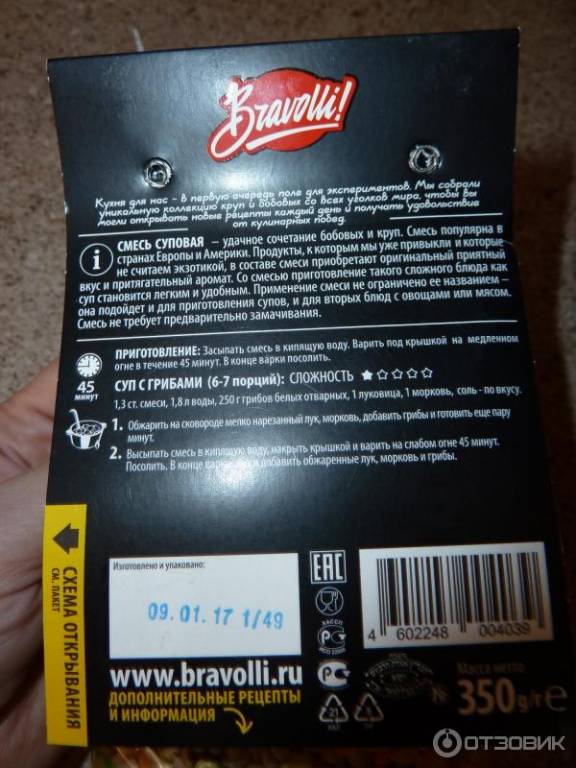 Bravolli!
Кухня для нас - в первую очередь поле для экспериментов. Мы собрали
уникальную коллекцию круп и бобовых со всех уголков мира, чтобы вы
могли открывать новые рецепты каждый день и получать удовольствие
от кулинарных побед.
СМЕСЬ СУПОВАЯ – удачное сочетание бобовых и круп. Смесь популярна в
странах Европы и Америки. Продукты, к которым мы уже привыкли и которые
не считаем экзотикой, в составе смеси приобретают оригинальный приятный
вкус и притягательный аромат. Со смесью приготовление такого сложного блюда как
суп становится легким и удобным. Применение смеси не ограничено ее названием –
она подойдет и для приготовления супов, и для вторых блюд с овощами или мясом.
Смесь не требует предварительно замачивания.
ПРИГОТОВЛЕНИЕ: Засыпать смесь в кипящую воду. Варить под крышкой на медленном
огне в течение 45 минут. В конце варки посолить.
45
МИНУТ
СУП С ГРИБАМИ (6-7 порций): СЛОЖНОСТЬ
1,3 ст. смеси, 1,8 л воды, 250 г грибов белых отварных, 1 луковица, 1 морковь, соль - по вкусу.
1. Обжарить на сковороде мелко нарезанный лук, морковь, добавить грибы и готовить еще пару
минут.
2. Высыпать смесь в кипящую воду, накрыть крышкой и варить на слабом огне 45 минут.
Посолить. В конце варки добавить обжаренные лук, морковь и грибы.
СХЕМА ОТКРЫВАНИЯ
СМ. ПАКЕТ
Изготовлено и упаковано:
09.01.17 1/49
EAC
ХАССП
4 602248 004039
www.bravolli.ru
ДОПОЛНИТЕЛЬНЫЕ РЕЦЕПТЫ
И ИНФОРМАЦИЯ
21
Масса нетто
350g/г e
ОТЗОВИК